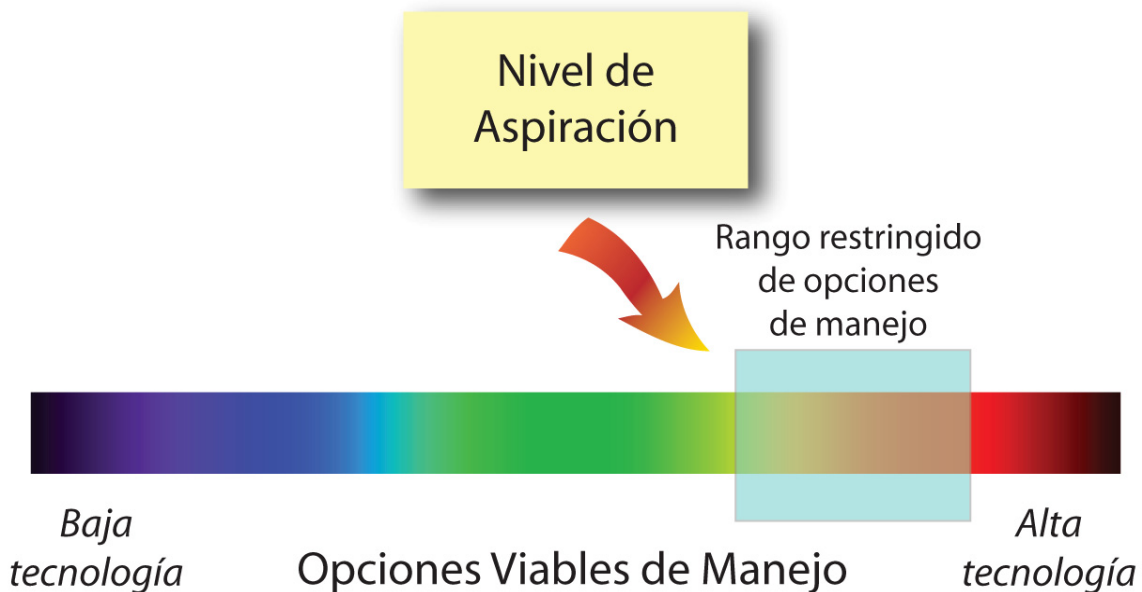 Nivel de
Aspiración
Rango restringido
de opciones
de manejo
Baja
tecnología
Opciones Viables de Manejo
Alta
tecnología